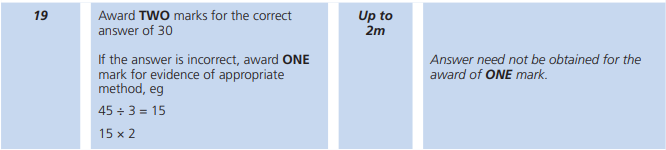 19
Award TWO marks for the correct
answer of 30
If the answer is incorrect, award ONE
mark for evidence of appropriate
method, eg
45 ÷ 3 = 15
15 × 2
Up to
2m
Answer need not be obtained for the
award of ONE mark.